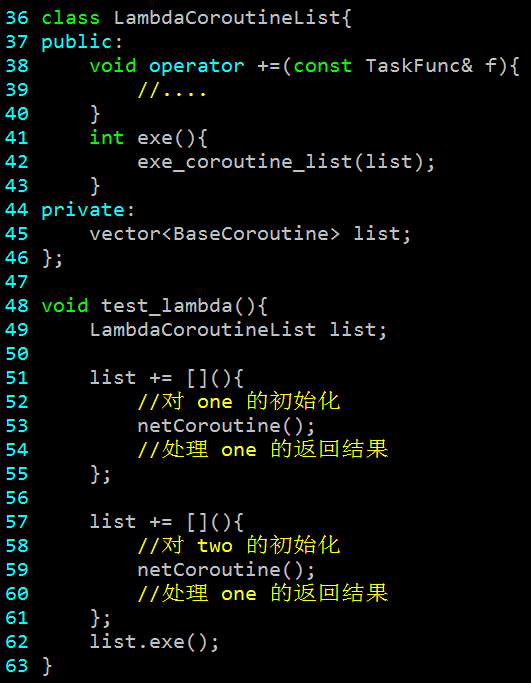 36 class LambdaCoroutineList{
37 public:
38     void operator +=(const TaskFunc& f){
39         //....
40     }
41     int exe(){
42         exe_coroutine_list(list);
43     }
44 private:
45     vector<BaseCoroutine> list;
46 };
47
48 void test_lambda(){
49     LambdaCoroutineList list;
50
51     list += [](){
52         //对 one 的初始化
53         netCoroutine();
54         //处理 one 的返回结果
55     };
56
57     list += [](){
58         //对 two 的初始化
59         netCoroutine();
60         //处理 one 的返回结果
61     };
62     list.exe();
63 }